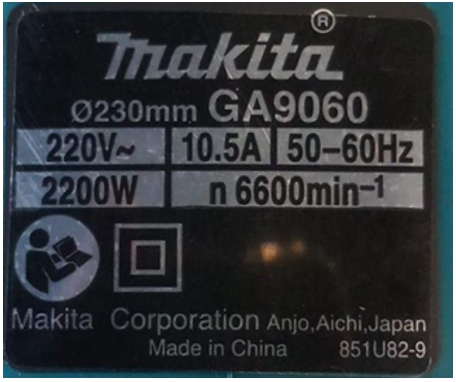 makita®
Ø230mm GA9060
220V~ 10.5A 50-60Hz
2200W n 6600min⁻¹
Makita Corporation Anjo,Aichi,Japan
Made in China 851U82-9